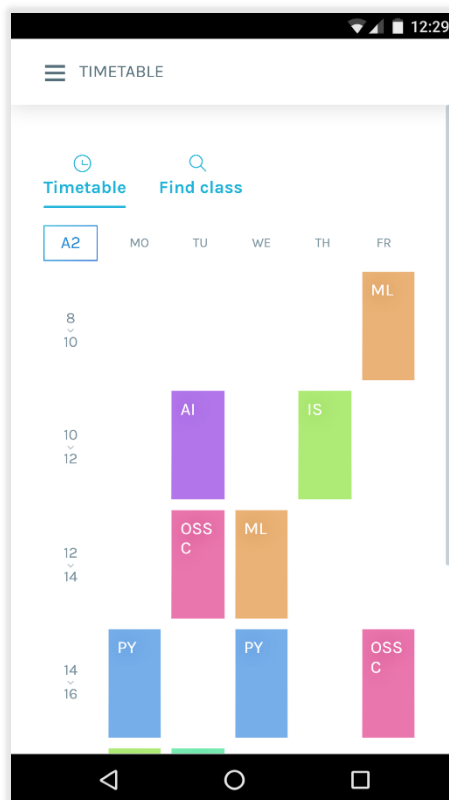 12:29
TIMETABLE
Timetable Find class
A2 MO TU WE TH FR
8
10
ML
10
12
AI IS
12
14
OSS
C
ML
14
16
PY PY OSS
C